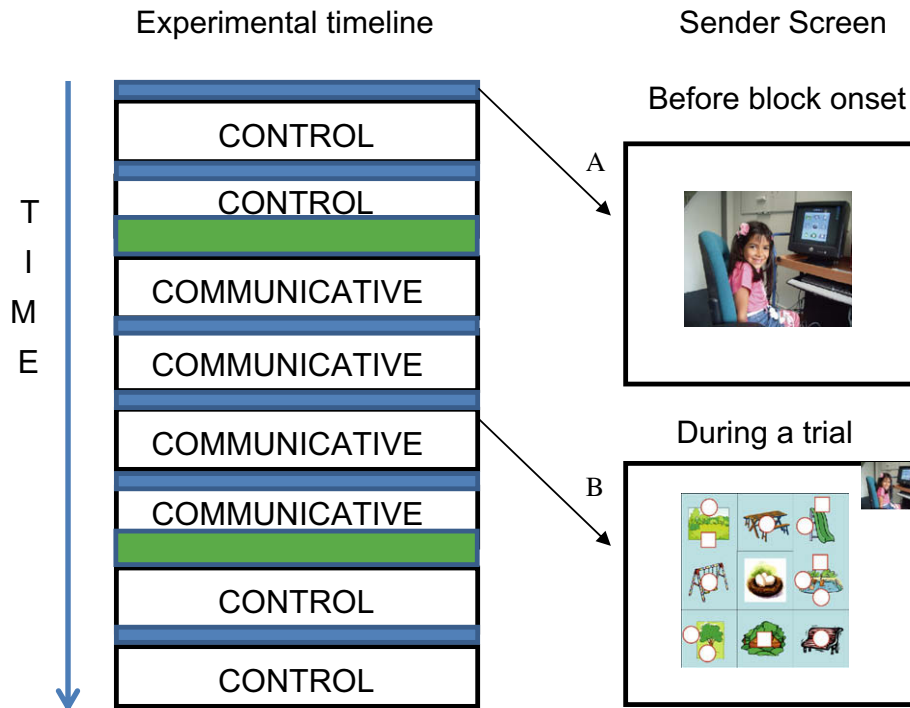 Experimental timeline
Sender Screen
Before block onset
CONTROL
A
CONTROL
T
I
M
E
COMMUNICATIVE
COMMUNICATIVE
During a trial
COMMUNICATIVE
B
COMMUNICATIVE
CONTROL
CONTROL